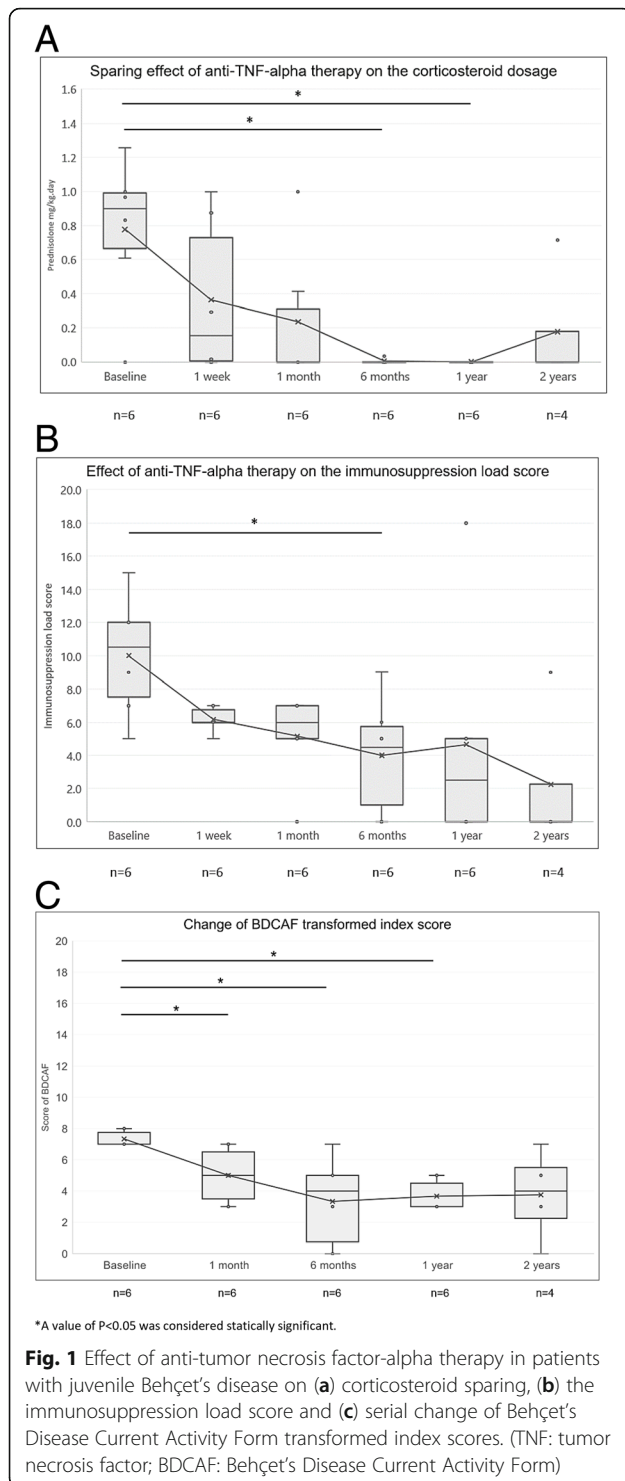 A
Sparing effect of anti-TNF-alpha therapy on the corticosteroid dosage
Prednisolone mg/kg.day
1.6
1.4
1.2
1.0
0.8
0.6
0.4
0.2
0.0
*
*
Baseline 1 week 1 month 6 months 1 year 2 years
n=6 n=6 n=6 n=6 n=6 n=4
B
Effect of anti-TNF-alpha therapy on the immunosuppression load score
Immunosuppression load score
20.0
18.0
16.0
14.0
12.0
10.0
8.0
6.0
4.0
2.0
0.0
*
Baseline 1 week 1 month 6 months 1 year 2 years
n=6 n=6 n=6 n=6 n=6 n=4
C
Change of BDCAF transformed index score
Score of BDCAF
20
18
16
14
12
10
8
6
4
2
0
*
*
*
Baseline 1 month 6 months 1 year 2 years
n=6 n=6 n=6 n=6 n=4
*A value of P<0.05 was considered statically significant.
Fig. 1 Effect of anti-tumor necrosis factor-alpha therapy in patients
with juvenile Behçet's disease on (a) corticosteroid sparing, (b) the
immunosuppression load score and (c) serial change of Behçet's
Disease Current Activity Form transformed index scores. (TNF: tumor
necrosis factor; BDCAF: Behçet's Disease Current Activity Form)